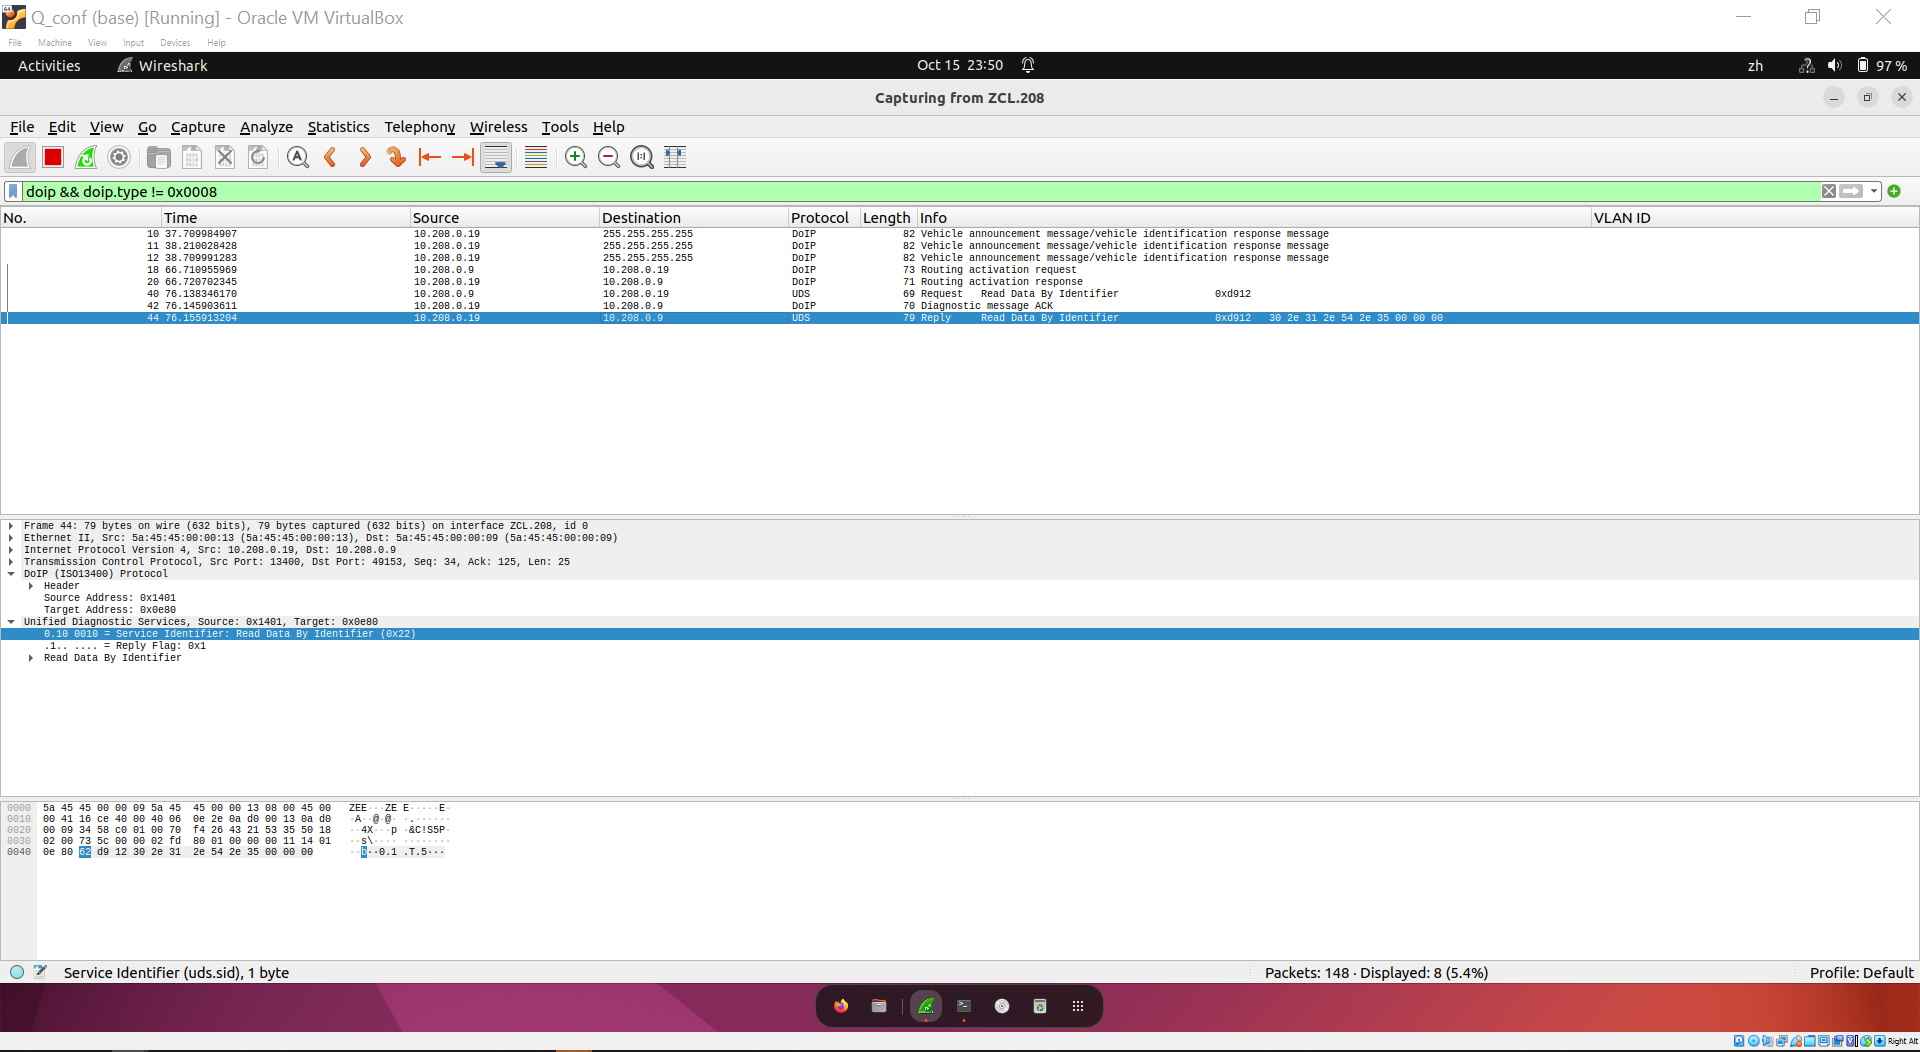 Q_conf (base) [Running] - Oracle VM VirtualBox
File Machine View Input Devices Help
Activities Wireshark Oct 15 23:50 zh 97 %
Capturing from ZCL.208
File Edit View Go Capture Analyze Statistics Telephony Wireless Tools Help
doip && doip.type != 0x0008
No. Time Source Destination Protocol Length Info VLAN ID
10 37.709984907 10.208.0.19 255.255.255.255 DoIP 82 Vehicle announcement message/vehicle identification response message
11 38.210028428 10.208.0.19 255.255.255.255 DoIP 82 Vehicle announcement message/vehicle identification response message
12 38.709991283 10.208.0.19 255.255.255.255 DoIP 82 Vehicle announcement message/vehicle identification response message
18 66.710955969 10.208.0.9 10.208.0.19 DoIP 73 Routing activation request
20 66.720702345 10.208.0.19 10.208.0.9 DoIP 71 Routing activation response
40 76.138346170 10.208.0.9 10.208.0.19 UDS 69 Request Read Data By Identifier 0xd912
42 76.145903611 10.208.0.19 10.208.0.9 DoIP 70 Diagnostic message ACK
44 76.155913204 10.208.0.19 10.208.0.9 UDS 79 Reply Read Data By Identifier 0xd912 30 2e 31 2e 54 2e 35 00 00 00
Frame 44: 79 bytes on wire (632 bits), 79 bytes captured (632 bits) on interface ZCL.208, id 0
Ethernet II, Src: 5a:45:45:00:00:13 (5a:45:45:00:00:13), Dst: 5a:45:45:00:00:09 (5a:45:45:00:00:09)
Internet Protocol Version 4, Src: 10.208.0.19, Dst: 10.208.0.9
Transmission Control Protocol, Src Port: 13400, Dst Port: 49153, Seq: 34, Ack: 125, Len: 25
DoIP (ISO13400) Protocol
Header
Source Address: 0x1401
Target Address: 0x0e80
Unified Diagnostic Services, Source: 0x1401, Target: 0x0e80
0.10 0010 = Service Identifier: Read Data By Identifier (0x22)
.1.. .... = Reply Flag: 0x1
Read Data By Identifier
0000 5a 45 45 00 00 09 5a 45 45 00 00 13 08 00 45 00 ZEE···ZE E·····E·
0010 00 41 16 ce 40 00 40 06 0e 2e 0a d0 00 13 0a d0 ·A··@·@· ·.······
0020 00 09 34 58 c0 01 00 70 f4 26 43 21 53 35 50 18 ··4X···p ·&C!S5P·
0030 02 00 73 5c 00 00 02 fd 80 01 00 00 00 11 14 01 ··s\···· ········
0040 0e 80 62 d9 12 30 2e 31 2e 54 2e 35 00 00 00 ··b··0.1 .T.5···
Service Identifier (uds.sid), 1 byte Packets: 148 · Displayed: 8 (5.4%) Profile: Default
Right Alt